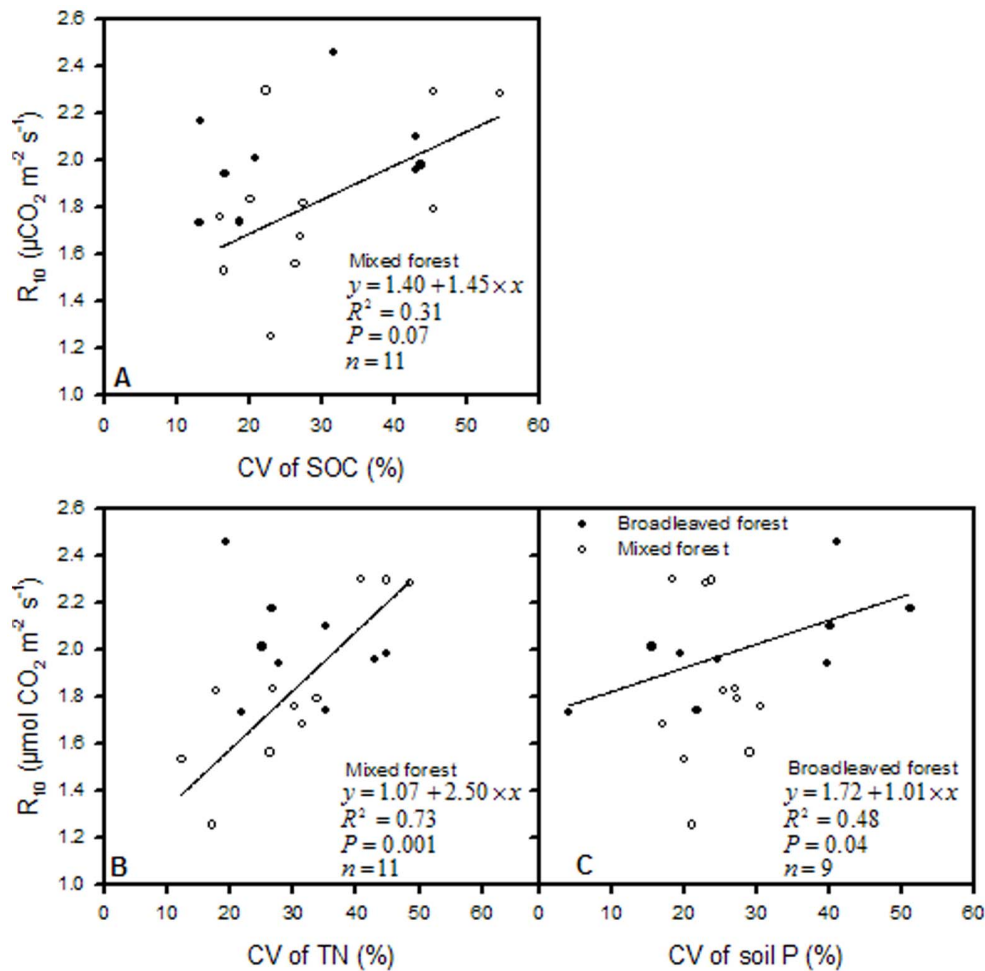 2.6
2.4
2.2
2.0
1.8
1.6
1.4
1.2
1.0
R₁₀ (µCO₂ m⁻² s⁻¹)
Mixed forest
y = 1.40 + 1.45 × x
R² = 0.31
P = 0.07
n = 11
A
0 10 20 30 40 50 60
CV of SOC (%)
2.6
2.4
2.2
2.0
1.8
1.6
1.4
1.2
1.0
R₁₀ (µmol CO₂ m⁻² s⁻¹)
Mixed forest
y = 1.07 + 2.50 × x
R² = 0.73
P = 0.001
n = 11
B
0 10 20 30 40 50 60
CV of TN (%)
Broadleaved forest
Mixed forest
Broadleaved forest
y = 1.72 + 1.01 × x
R² = 0.48
P = 0.04
n = 9
C
0 10 20 30 40 50 60
CV of soil P (%)